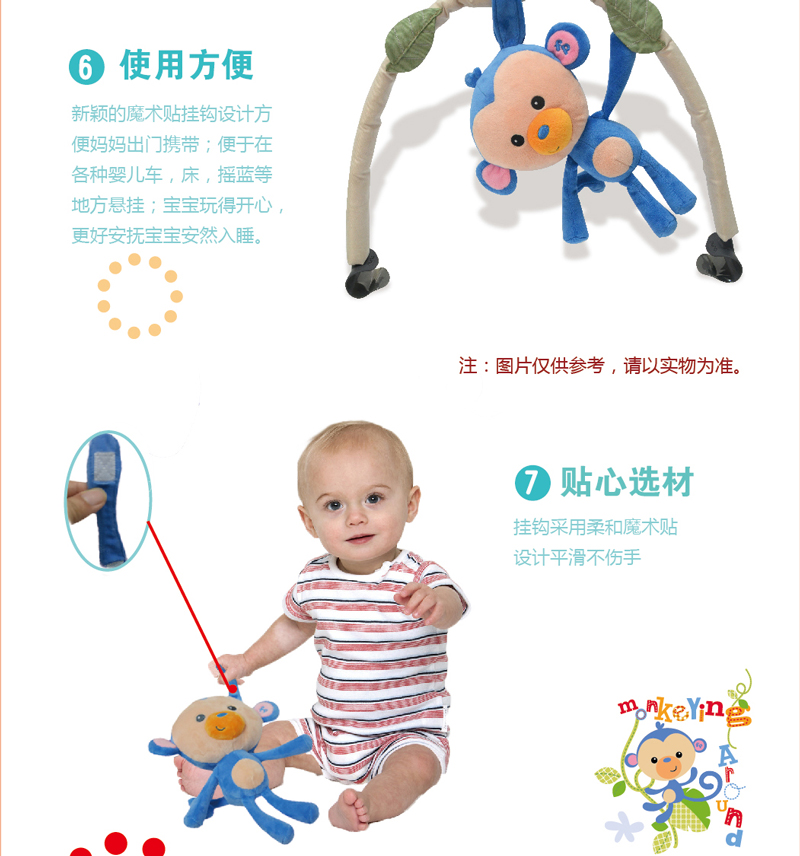 6 使用方便
新颖的魔术贴挂钩设计方
便妈妈出门携带；便于在
各种婴儿车，床，摇蓝等
地方悬挂；宝宝玩得开心，
更好安抚宝宝安然入睡。
注：图片仅供参考，请以实物为准。
7 贴心选材
挂钩采用柔和魔术贴
设计平滑不伤手
monkeying
Around